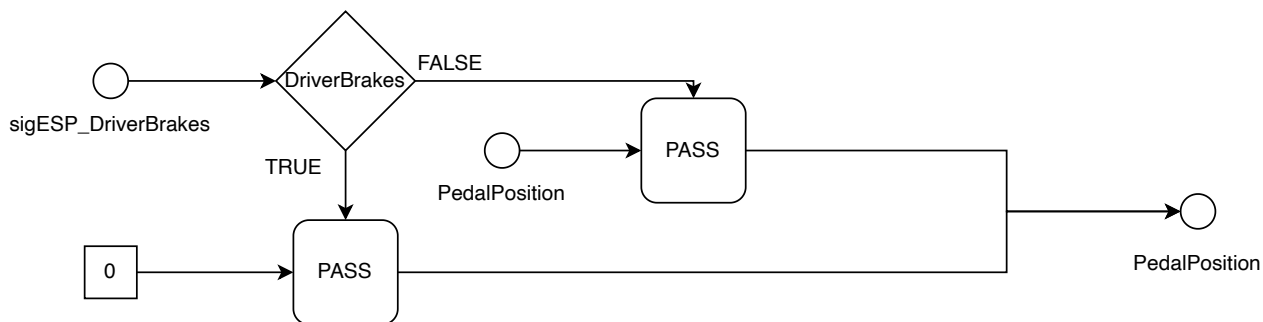 FALSE
DriverBrakes
sigESP_DriverBrakes
TRUE
PASS
PedalPosition
0
PASS
PedalPosition